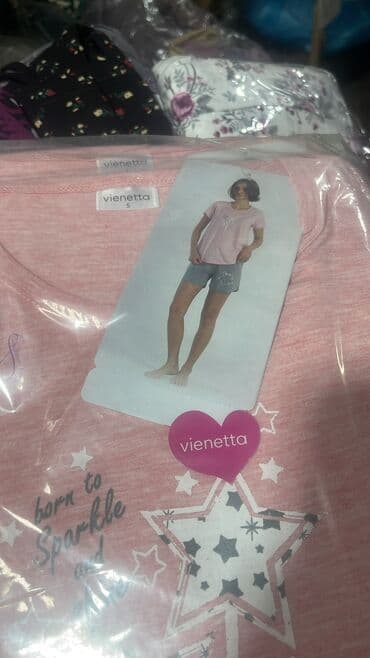 vienetta
vienetta
S
vienetta
born to
Sparkle
and